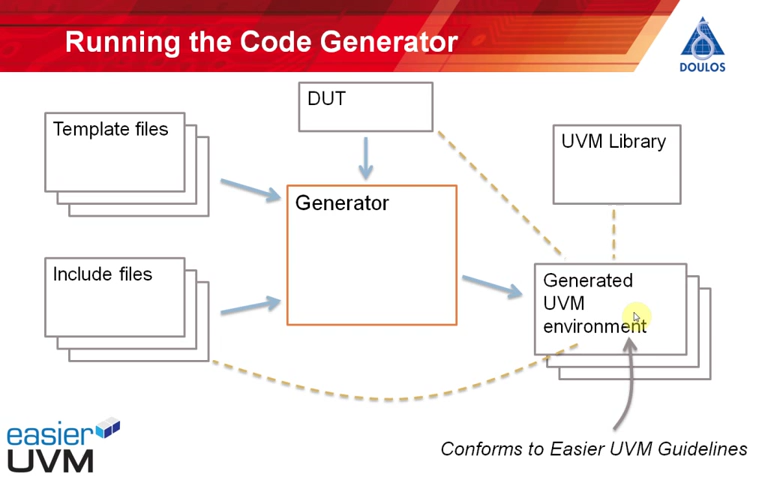 Running the Code Generator
DOULOS
DUT
Template files
UVM Library
Generator
Include files
Generated
UVM
environment
easier
UVM
Conforms to Easier UVM Guidelines